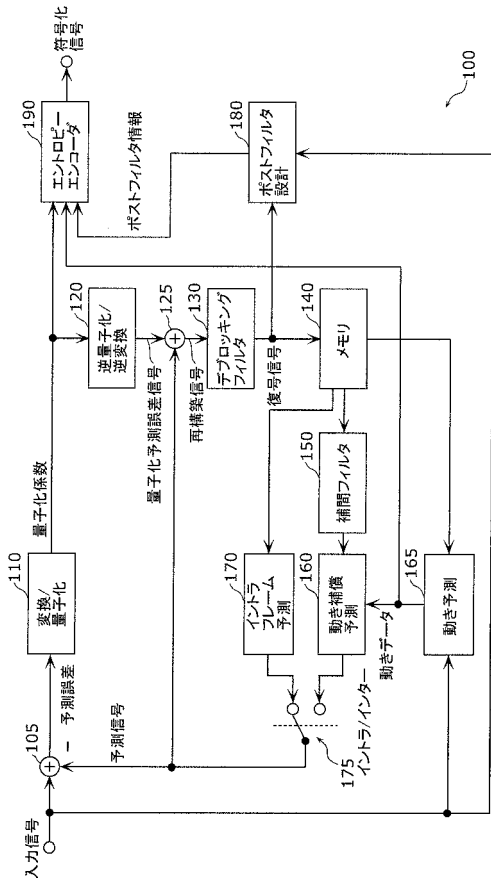 入力信号
105
−
予測誤差
110
変換/
量子化
量子化係数
190
エントロピー
エンコーダ
符号化
信号
120
逆量子化/
逆変換
量子化予測誤差信号
125
再構築信号
130
デブロッキング
フィルタ
復号信号
ポストフィルタ情報
180
ポストフィルタ
設計
140
メモリ
150
補間フィルタ
予測信号
170
イントラ
フレーム
予測
160
動き補償
予測
動きデータ
165
動き予測
175
イントラ/インター
100